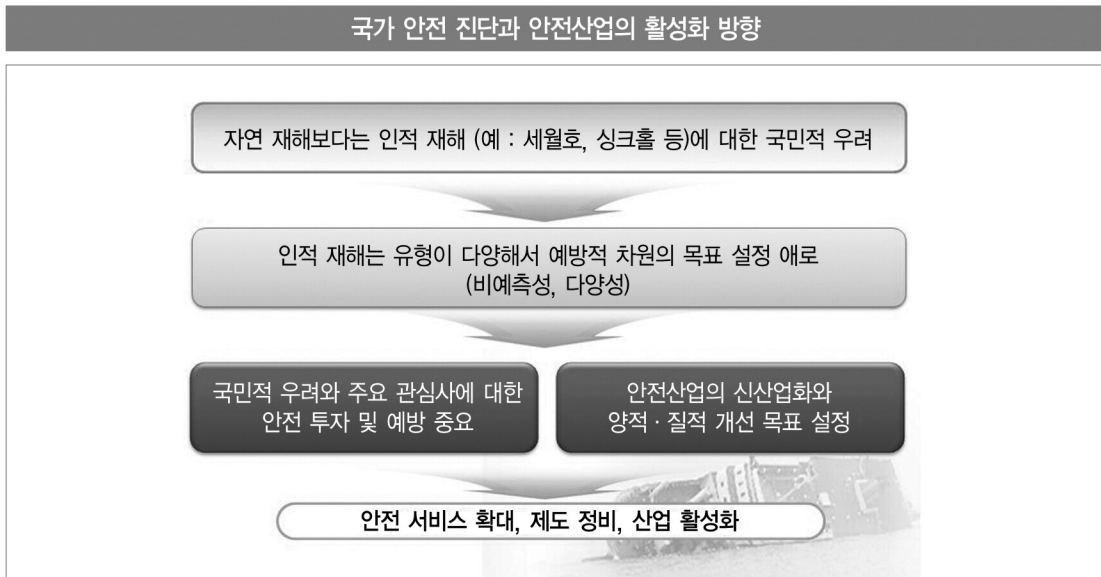 국가 안전 진단과 안전산업의 활성화 방향
자연 재해보다는 인적 재해 (예 : 세월호, 싱크홀 등)에 대한 국민적 우려
인적 재해는 유형이 다양해서 예방적 차원의 목표 설정 애로
(비예측성, 다양성)
국민적 우려와 주요 관심사에 대한
안전 투자 및 예방 중요
안전산업의 신산업화와
양적 · 질적 개선 목표 설정
안전 서비스 확대, 제도 정비, 산업 활성화